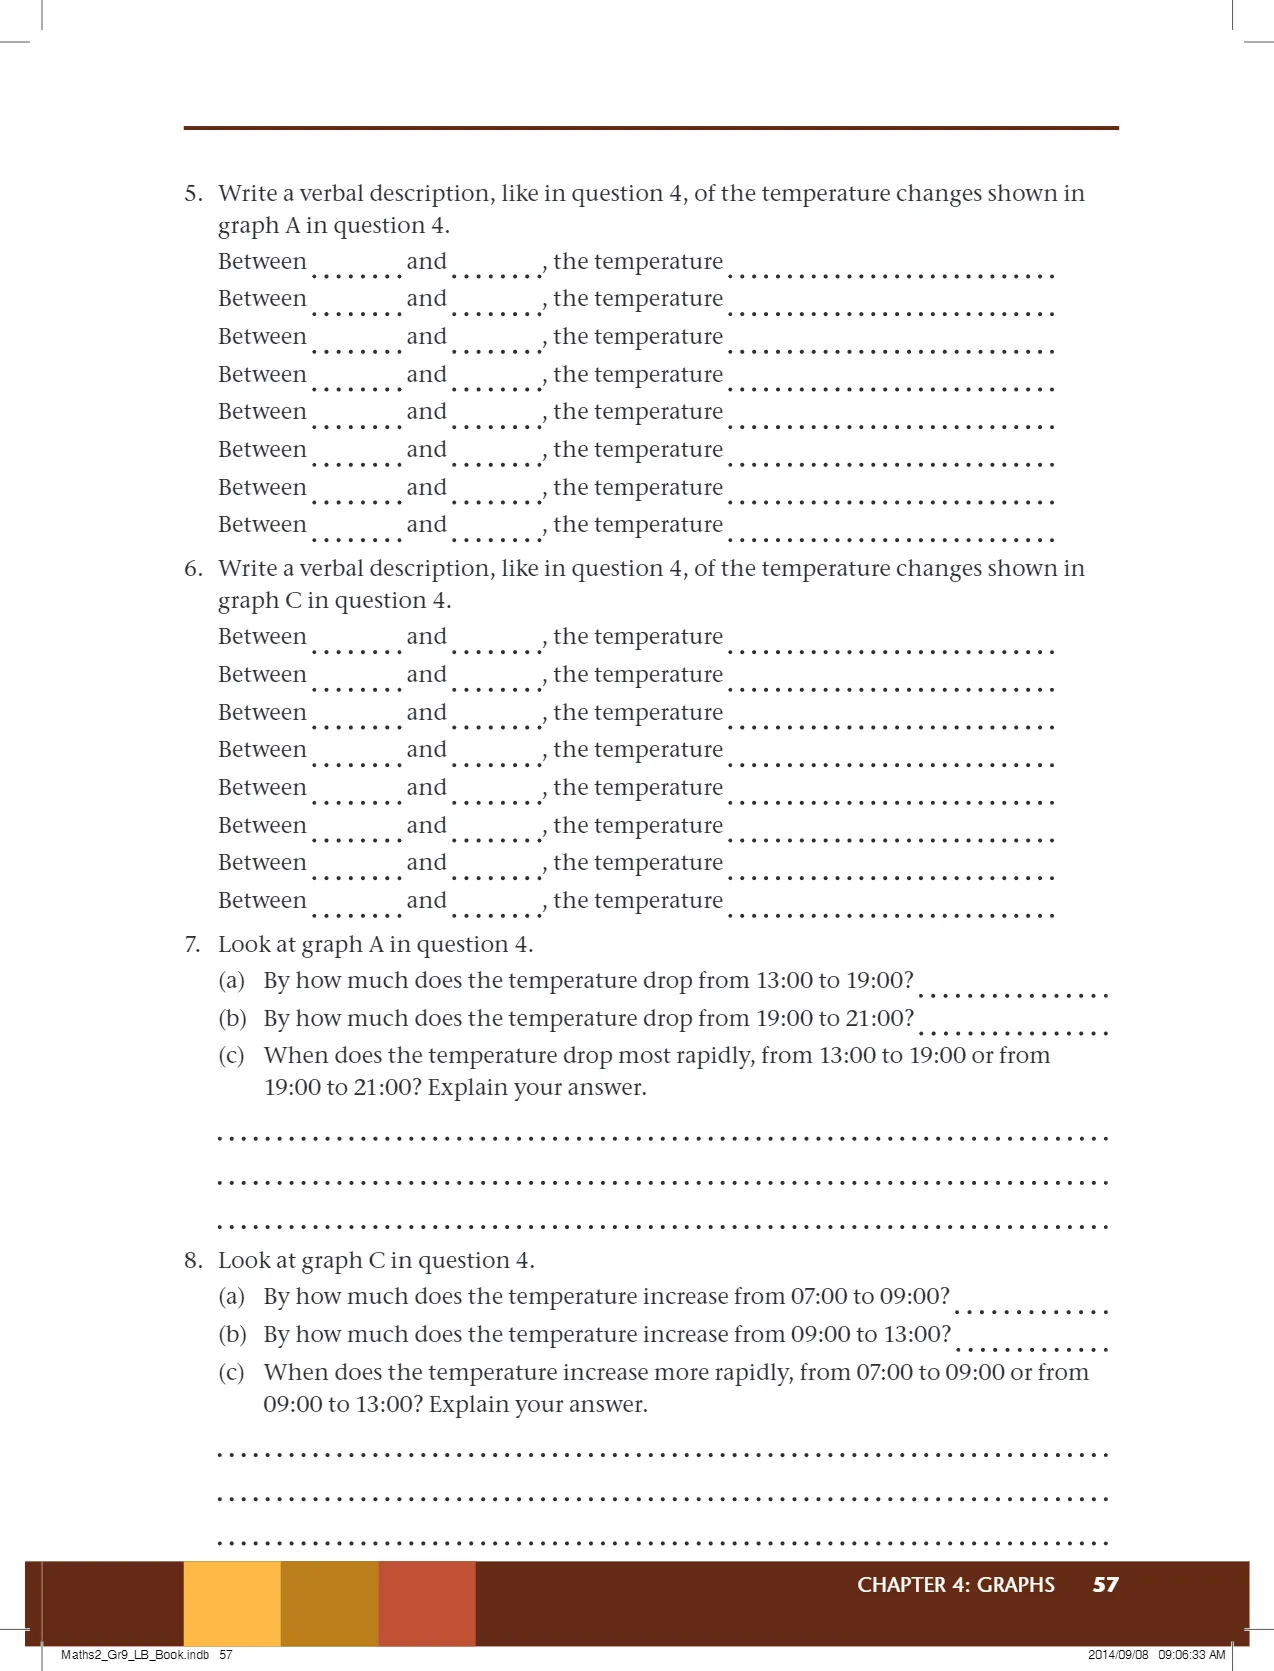 5. Write a verbal description, like in question 4, of the temperature changes shown in
graph A in question 4.
Between ........ and ........, the temperature ............................
Between ........ and ........, the temperature ............................
Between ........ and ........, the temperature ............................
Between ........ and ........, the temperature ............................
Between ........ and ........, the temperature ............................
Between ........ and ........, the temperature ............................
Between ........ and ........, the temperature ............................
Between ........ and ........, the temperature ............................
6. Write a verbal description, like in question 4, of the temperature changes shown in
graph C in question 4.
Between ........ and ........, the temperature ............................
Between ........ and ........, the temperature ............................
Between ........ and ........, the temperature ............................
Between ........ and ........, the temperature ............................
Between ........ and ........, the temperature ............................
Between ........ and ........, the temperature ............................
Between ........ and ........, the temperature ............................
Between ........ and ........, the temperature ............................
7. Look at graph A in question 4.
(a) By how much does the temperature drop from 13:00 to 19:00? ................
(b) By how much does the temperature drop from 19:00 to 21:00? ................
(c) When does the temperature drop most rapidly, from 13:00 to 19:00 or from
19:00 to 21:00? Explain your answer.
8. Look at graph C in question 4.
(a) By how much does the temperature increase from 07:00 to 09:00? .............
(b) By how much does the temperature increase from 09:00 to 13:00? .............
(c) When does the temperature increase more rapidly, from 07:00 to 09:00 or from
09:00 to 13:00? Explain your answer.
CHAPTER 4: GRAPHS 57
Maths2_Gr9_LB_Book.indb 57 2014/09/08 09:06:33 AM